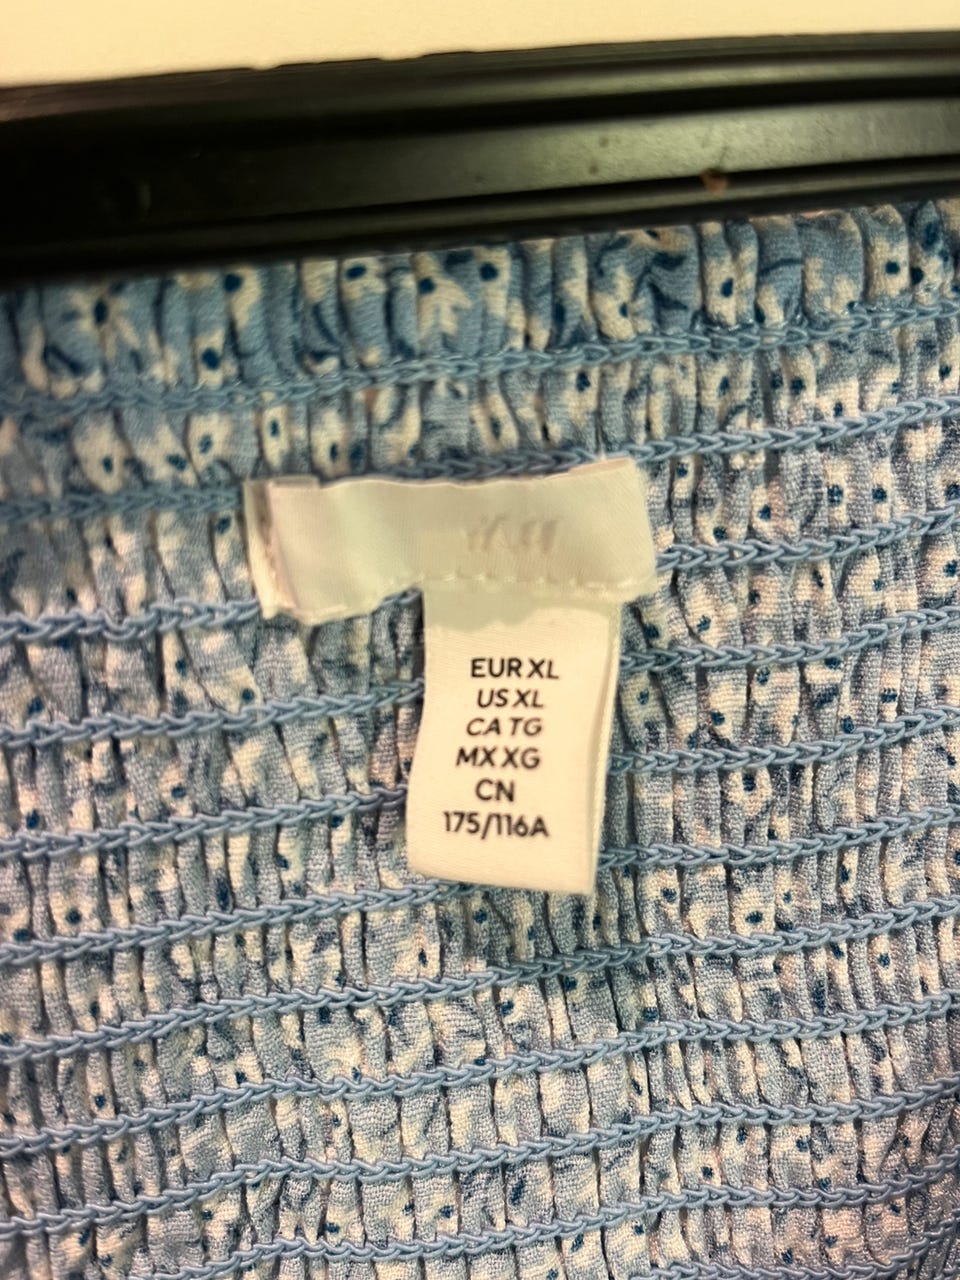 EUR XL
US XL
CA TG
MX XG
CN
175/116A